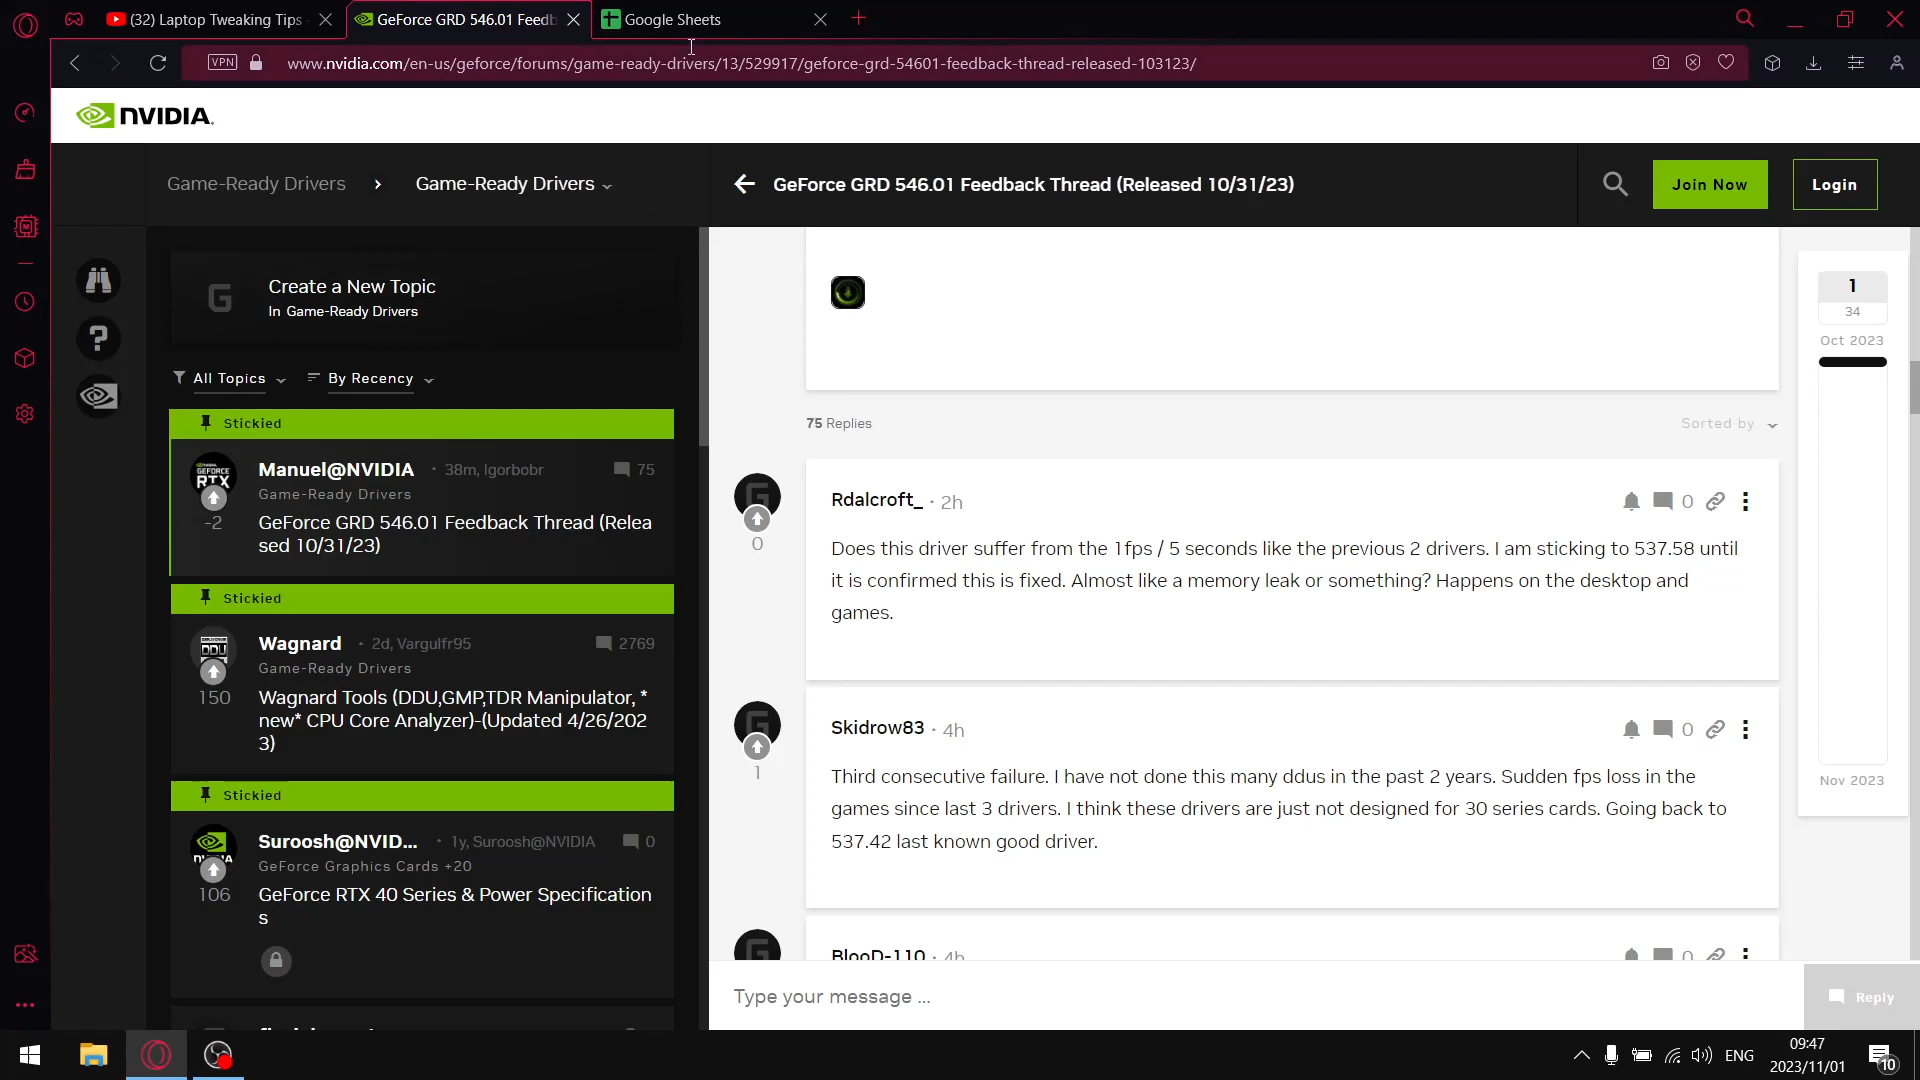 (32) Laptop Tweaking Tips
GeForce GRD 546.01 Feedb
Google Sheets
VPN
www.nvidia.com/en-us/geforce/forums/game-ready-drivers/13/529917/geforce-grd-54601-feedback-thread-released-103123/
NVIDIA.
Game-Ready Drivers
Game-Ready Drivers
GeForce GRD 546.01 Feedback Thread (Released 10/31/23)
Join Now
Login
Create a New Topic
In Game-Ready Drivers
All Topics
By Recency
Stickied
Manuel@NVIDIA
38m, Igorbobr
75
Game-Ready Drivers
GeForce GRD 546.01 Feedback Thread (Relea
sed 10/31/23)
-2
Stickied
Wagnard
2d, Vargulfr95
2769
Game-Ready Drivers
Wagnard Tools (DDU,GMP,TDR Manipulator, *
new* CPU Core Analyzer)-(Updated 4/26/202
3)
150
Stickied
Suroosh@NVID...
1y, Suroosh@NVIDIA
0
GeForce Graphics Cards +20
GeForce RTX 40 Series & Power Specification
s
106
75 Replies
Sorted by
Rdalcroft_ · 2h
0
0
Does this driver suffer from the 1fps / 5 seconds like the previous 2 drivers. I am sticking to 537.58 until
it is confirmed this is fixed. Almost like a memory leak or something? Happens on the desktop and
games.
Skidrow83 · 4h
0
1
Third consecutive failure. I have not done this many ddus in the past 2 years. Sudden fps loss in the
games since last 3 drivers. I think these drivers are just not designed for 30 series cards. Going back to
537.42 last known good driver.
BlooD-110 · 4h
0
Type your message ...
Reply
1
34
Oct 2023
Nov 2023
ENG
09:47
2023/11/01
10